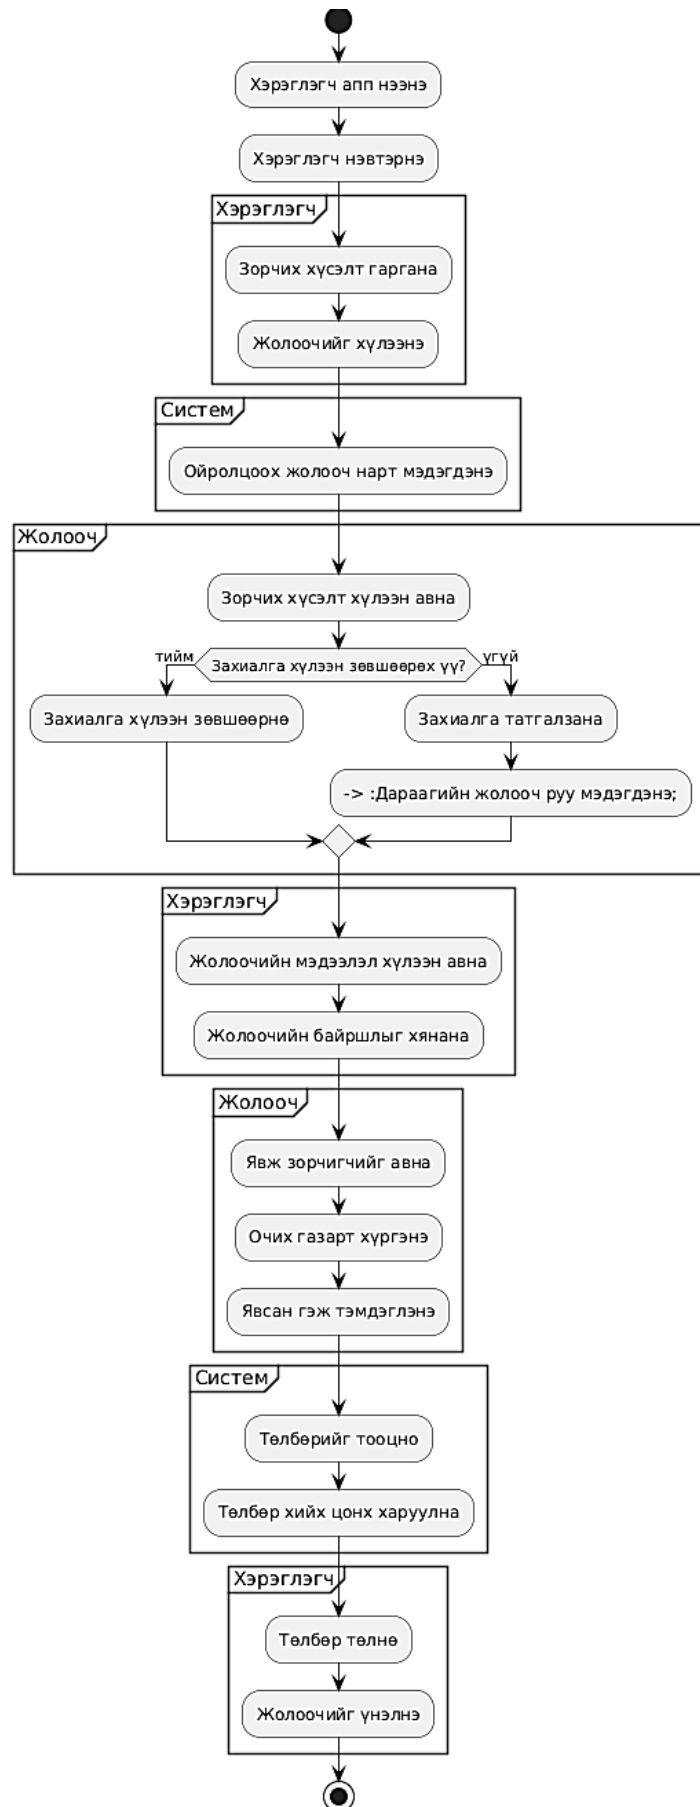 Хэрэглэгч апп нээнэ
Хэрэглэгч нэвтэрнэ
Хэрэглэгч
Зорчих хүсэлт гаргана
Жолоочийг хүлээнэ
Систем
Ойролцоох жолооч нарт мэдэгдэнэ
Жолооч
Зорчих хүсэлт хүлээн авна
тийм
Захиалга хүлээн зөвшөөрөх үү?
үгүй
Захиалга хүлээн зөвшөөрнө
Захиалга татгалзана
-> :Дараагийн жолооч руу мэдэгдэнэ;
Хэрэглэгч
Жолоочийн мэдээлэл хүлээн авна
Жолоочийн байршлыг хянана
Жолооч
Явж зорчигчийг авна
Очих газарт хүргэнэ
Явсан гэж тэмдэглэнэ
Систем
Төлбөрийг тооцно
Төлбөр хийх цонх харуулна
Хэрэглэгч
Төлбөр төлнө
Жолоочийг үнэлнэ